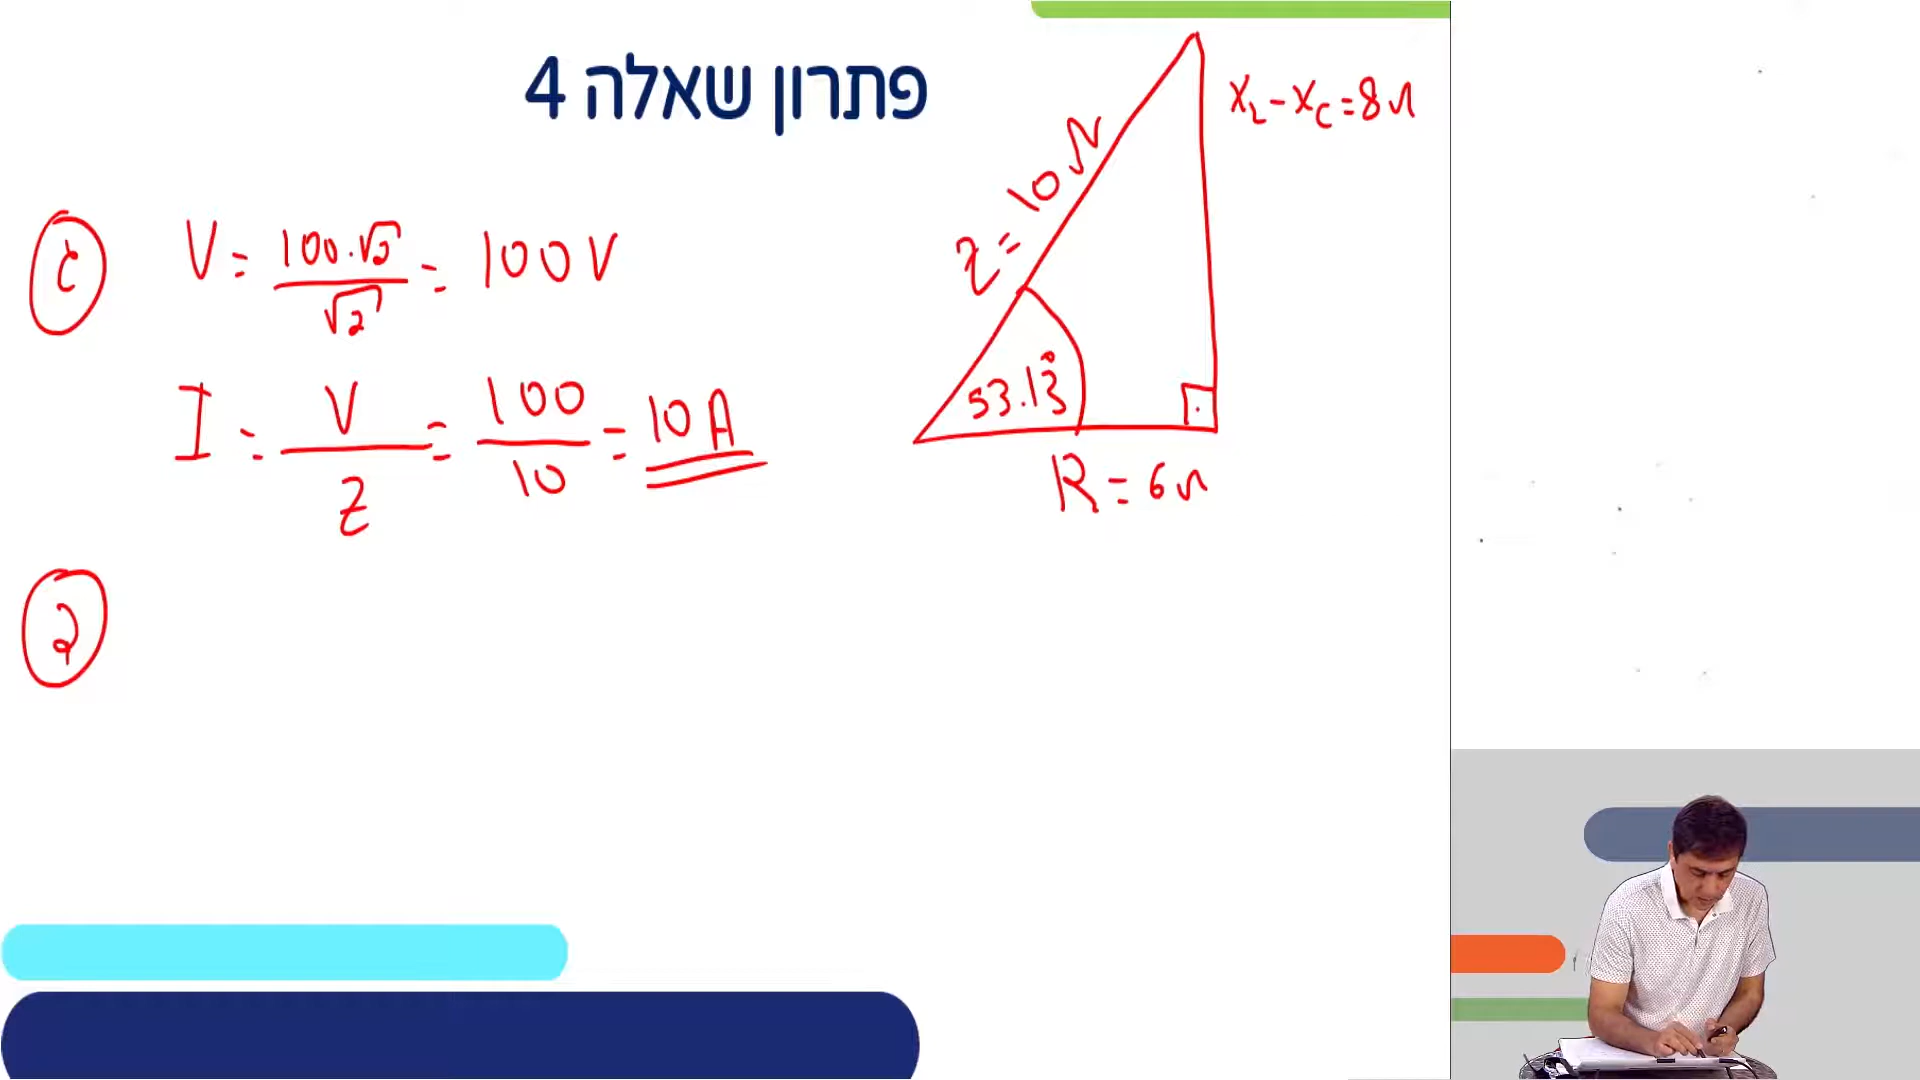 פתרון שאלה 4
X_L - X_C = 8Ω
Z = 10Ω
53.13°
R = 6Ω
V = 100·√2 / √2 = 100V
I = V / Z = 100 / 10 = 10A